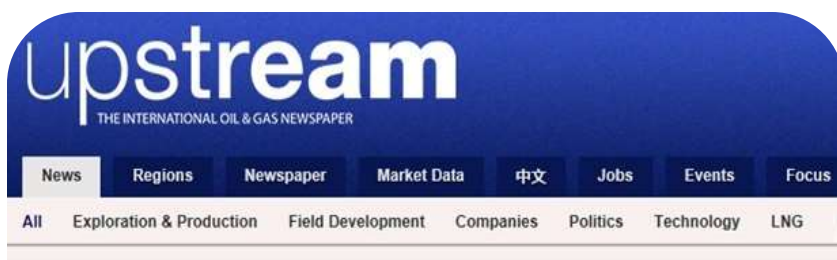 upstream
THE INTERNATIONAL OIL & GAS NEWSPAPER
News Regions Newspaper Market Data 中文 Jobs Events Focus
All Exploration & Production Field Development Companies Politics Technology LNG